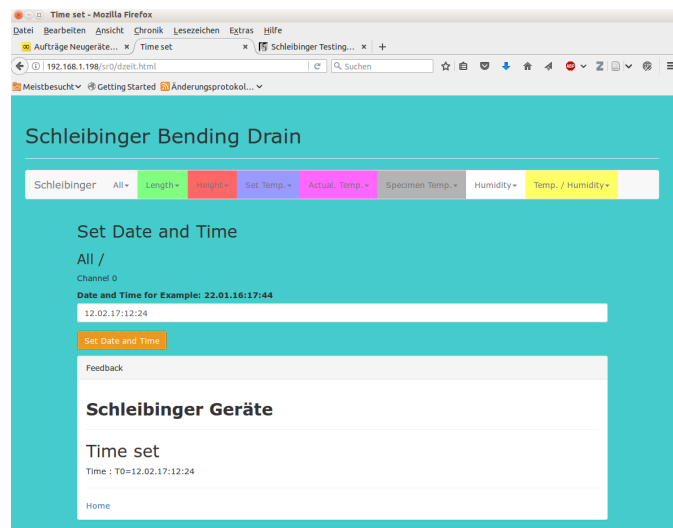 Time set - Mozilla Firefox
Datei Bearbeiten Ansicht Chronik Lesezeichen Extras Hilfe
Aufträge Neugeräte... × Time set × Schleibinger Testing... × +
192.168.1.198/sr0/dzeit.html Suchen ABP Z
Meistbesucht Getting Started Änderungsprotokol...
Schleibinger Bending Drain
Schleibinger All Length Height Set Temp. Actual. Temp. Specimen Temp. Humidity Temp. / Humidity
Set Date and Time
All /
Channel 0
Date and Time for Example: 22.01.16:17:44
12.02.17:12:24
Set Date and Time
Feedback
Schleibinger Geräte
Time set
Time : T0=12.02.17:12:24
Home